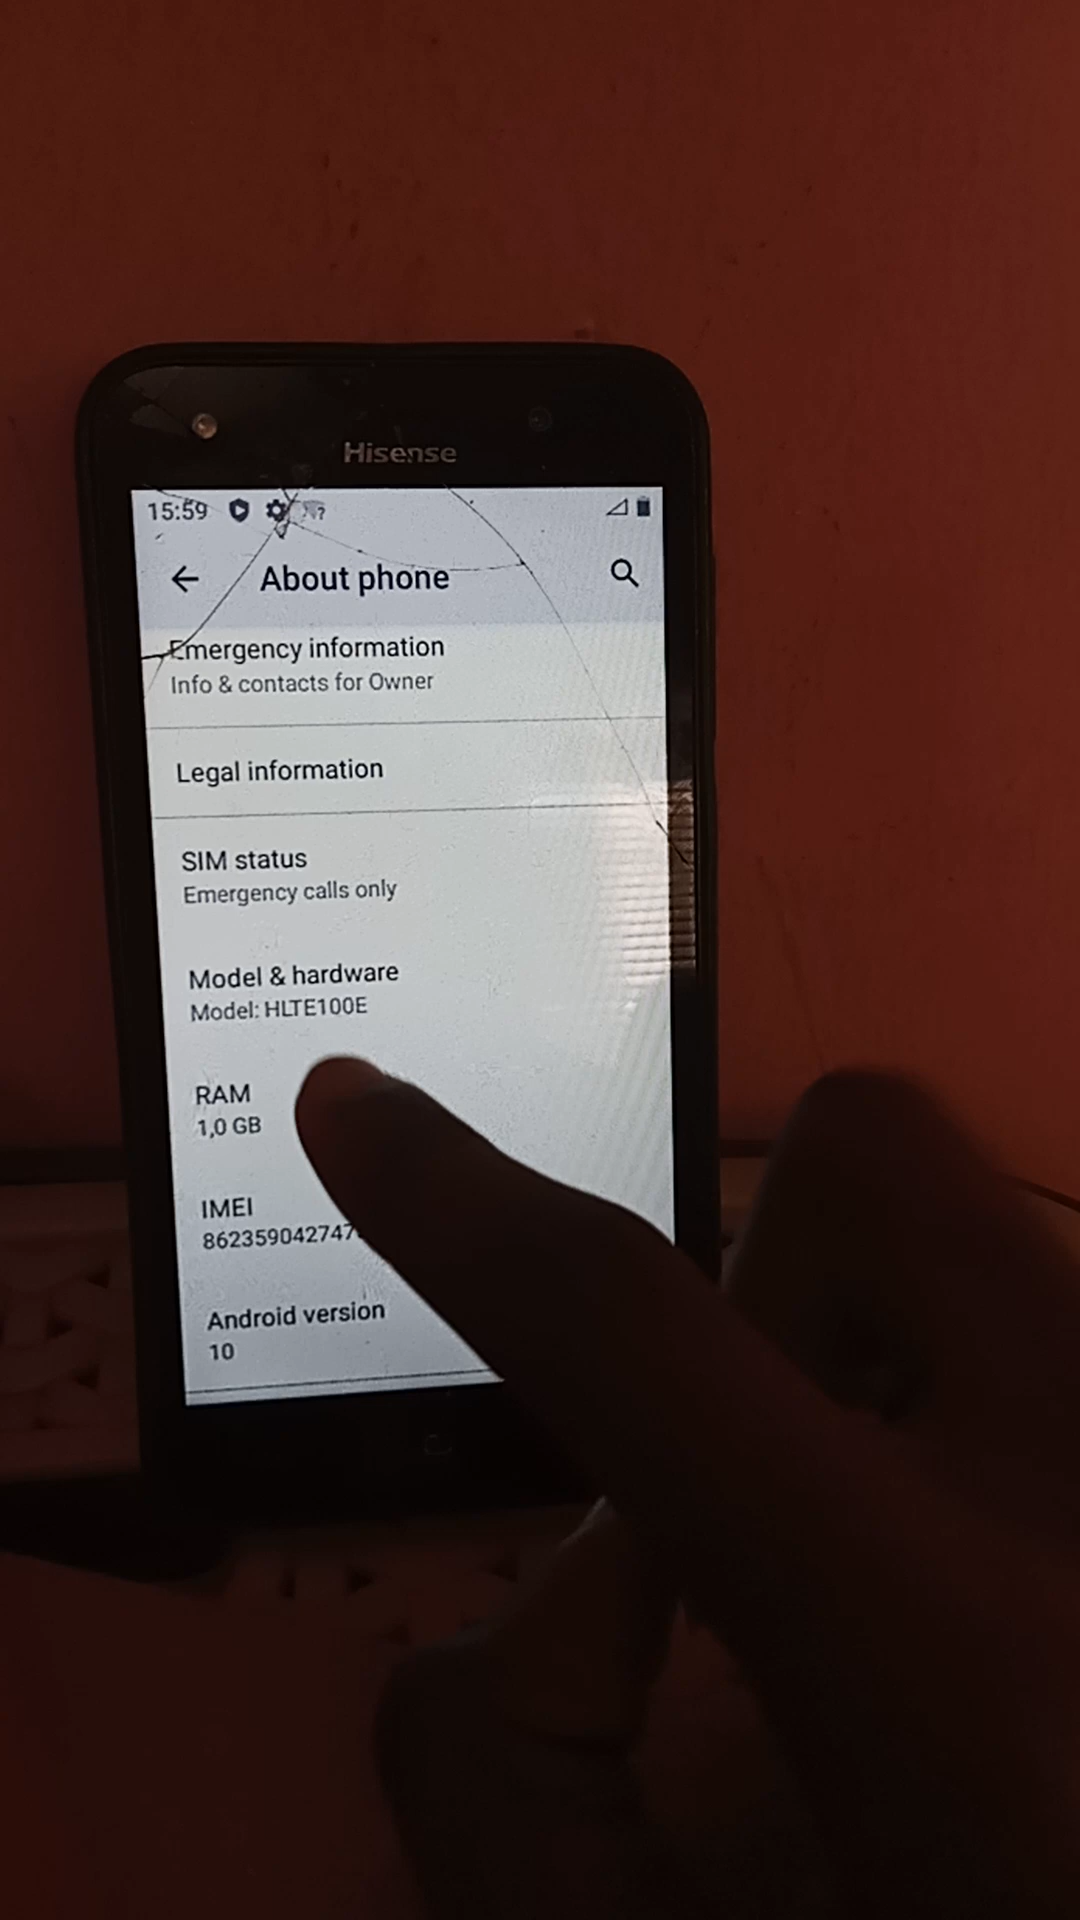 Hisense
15:59
About phone
Emergency information
Info & contacts for Owner
Legal information
SIM status
Emergency calls only
Model & hardware
Model: HLTE100E
RAM
1,0 GB
IMEI
862359042747
Android version
10